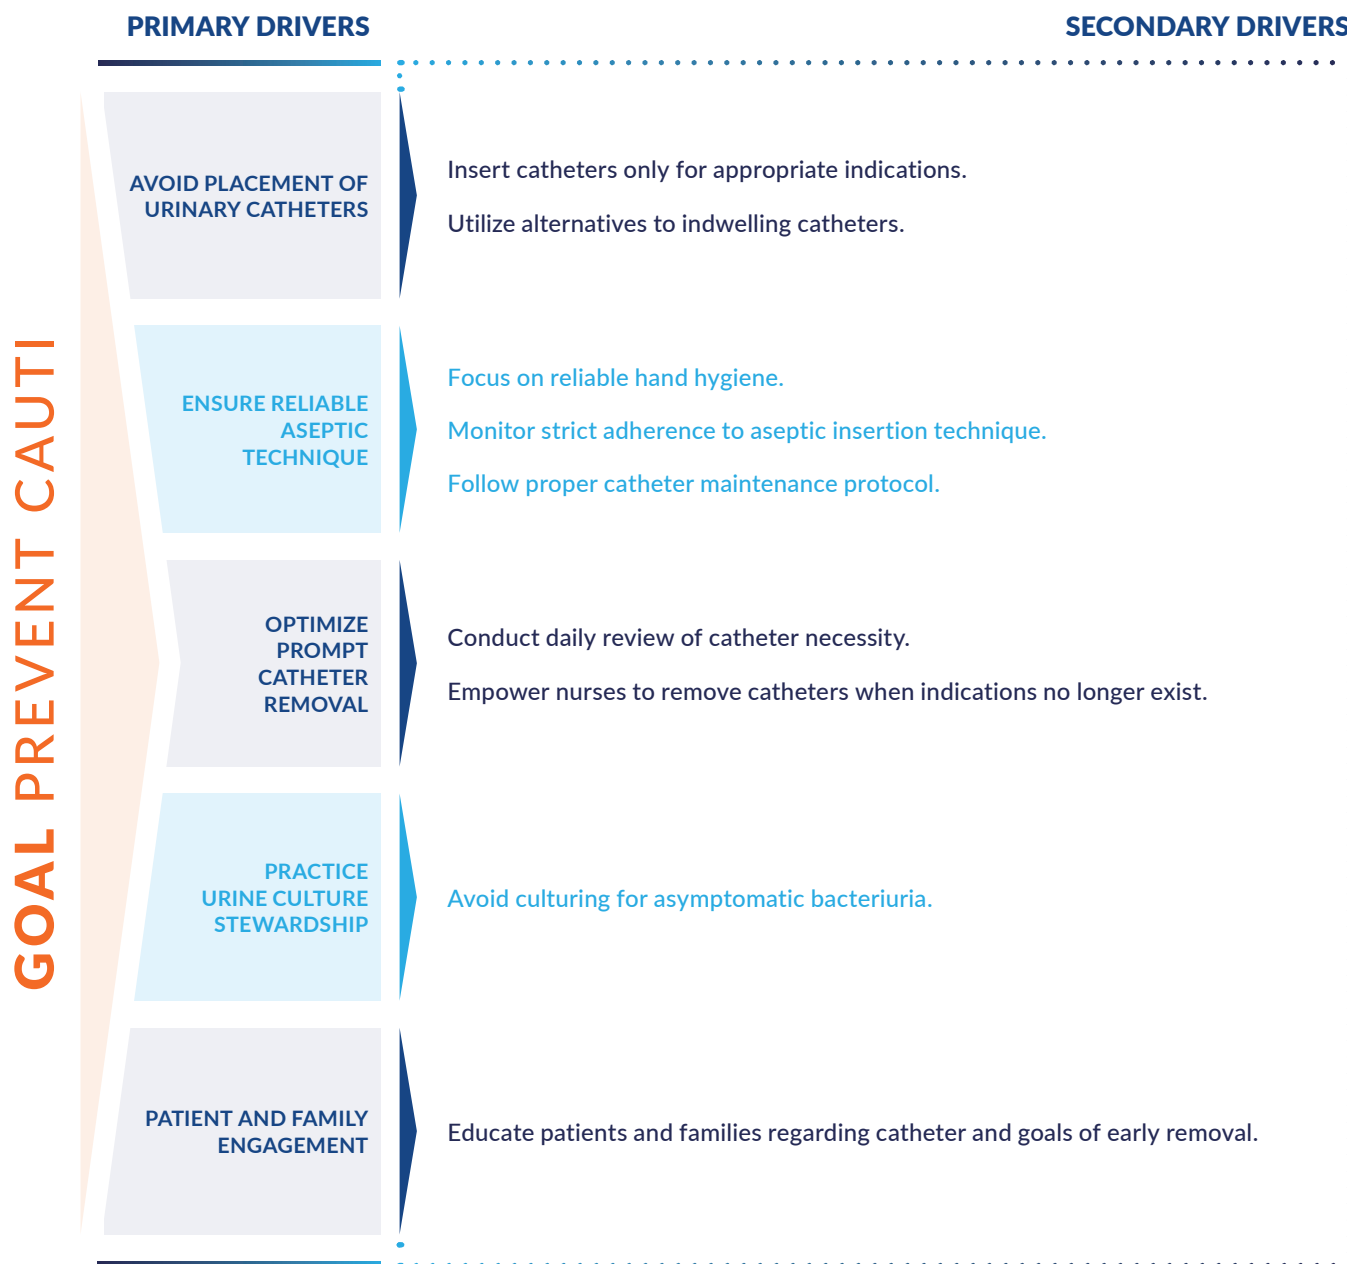 PRIMARY DRIVERS
SECONDARY DRIVERS
GOAL PREVENT CAUTI
AVOID PLACEMENT OF
URINARY CATHETERS
Insert catheters only for appropriate indications.
Utilize alternatives to indwelling catheters.
ENSURE RELIABLE
ASEPTIC
TECHNIQUE
Focus on reliable hand hygiene.
Monitor strict adherence to aseptic insertion technique.
Follow proper catheter maintenance protocol.
OPTIMIZE
PROMPT
CATHETER
REMOVAL
Conduct daily review of catheter necessity.
Empower nurses to remove catheters when indications no longer exist.
PRACTICE
URINE CULTURE
STEWARDSHIP
Avoid culturing for asymptomatic bacteriuria.
PATIENT AND FAMILY
ENGAGEMENT
Educate patients and families regarding catheter and goals of early removal.